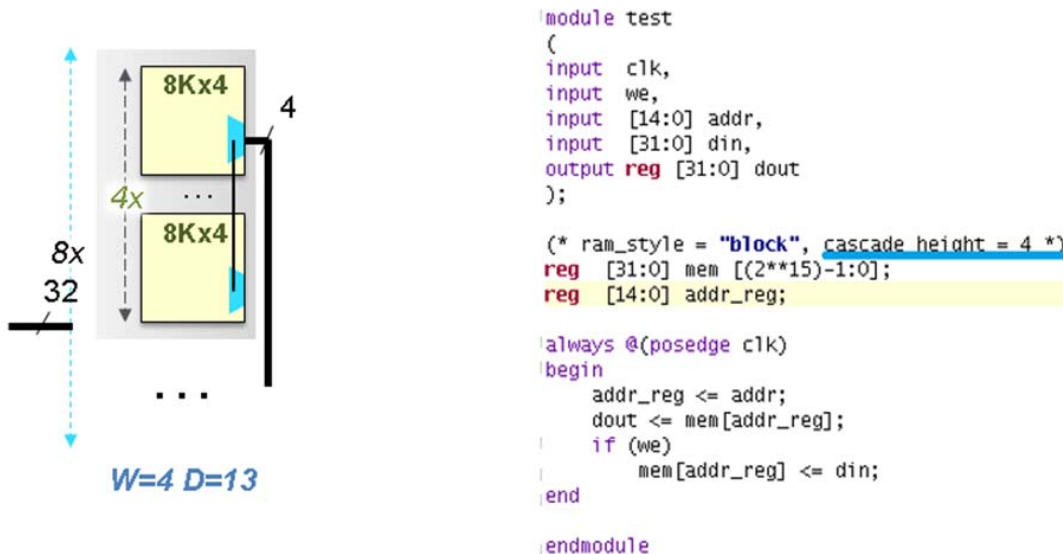 8Kx4
4
...
4x
8Kx4
8x
32
...
W=4 D=13
module test
(
input clk,
input we,
input [14:0] addr,
input [31:0] din,
output reg [31:0] dout
);
(* ram_style = "block", cascade_height = 4 *)
reg [31:0] mem [(2**15)-1:0];
reg [14:0] addr_reg;
always @(posedge clk)
begin
addr_reg <= addr;
dout <= mem[addr_reg];
if (we)
mem[addr_reg] <= din;
end
endmodule